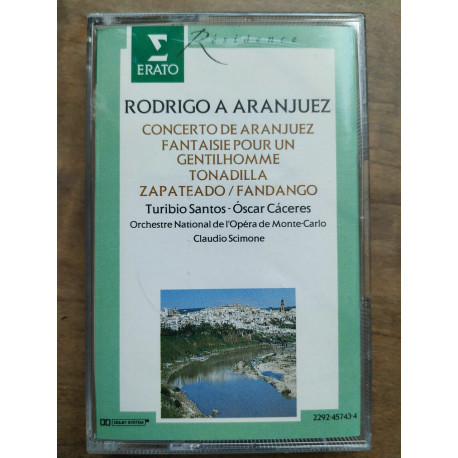 Résidence
ERATO
RODRIGO A ARANJUEZ
CONCERTO DE ARANJUEZ
FANTAISIE POUR UN
GENTILHOMME
TONADILLA
ZAPATEADO / FANDANGO
Turibio Santos - Óscar Cáceres
Orchestre National de l'Opéra de Monte-Carlo
Claudio Scimone
DOLBY SYSTEM
2292-45743-4